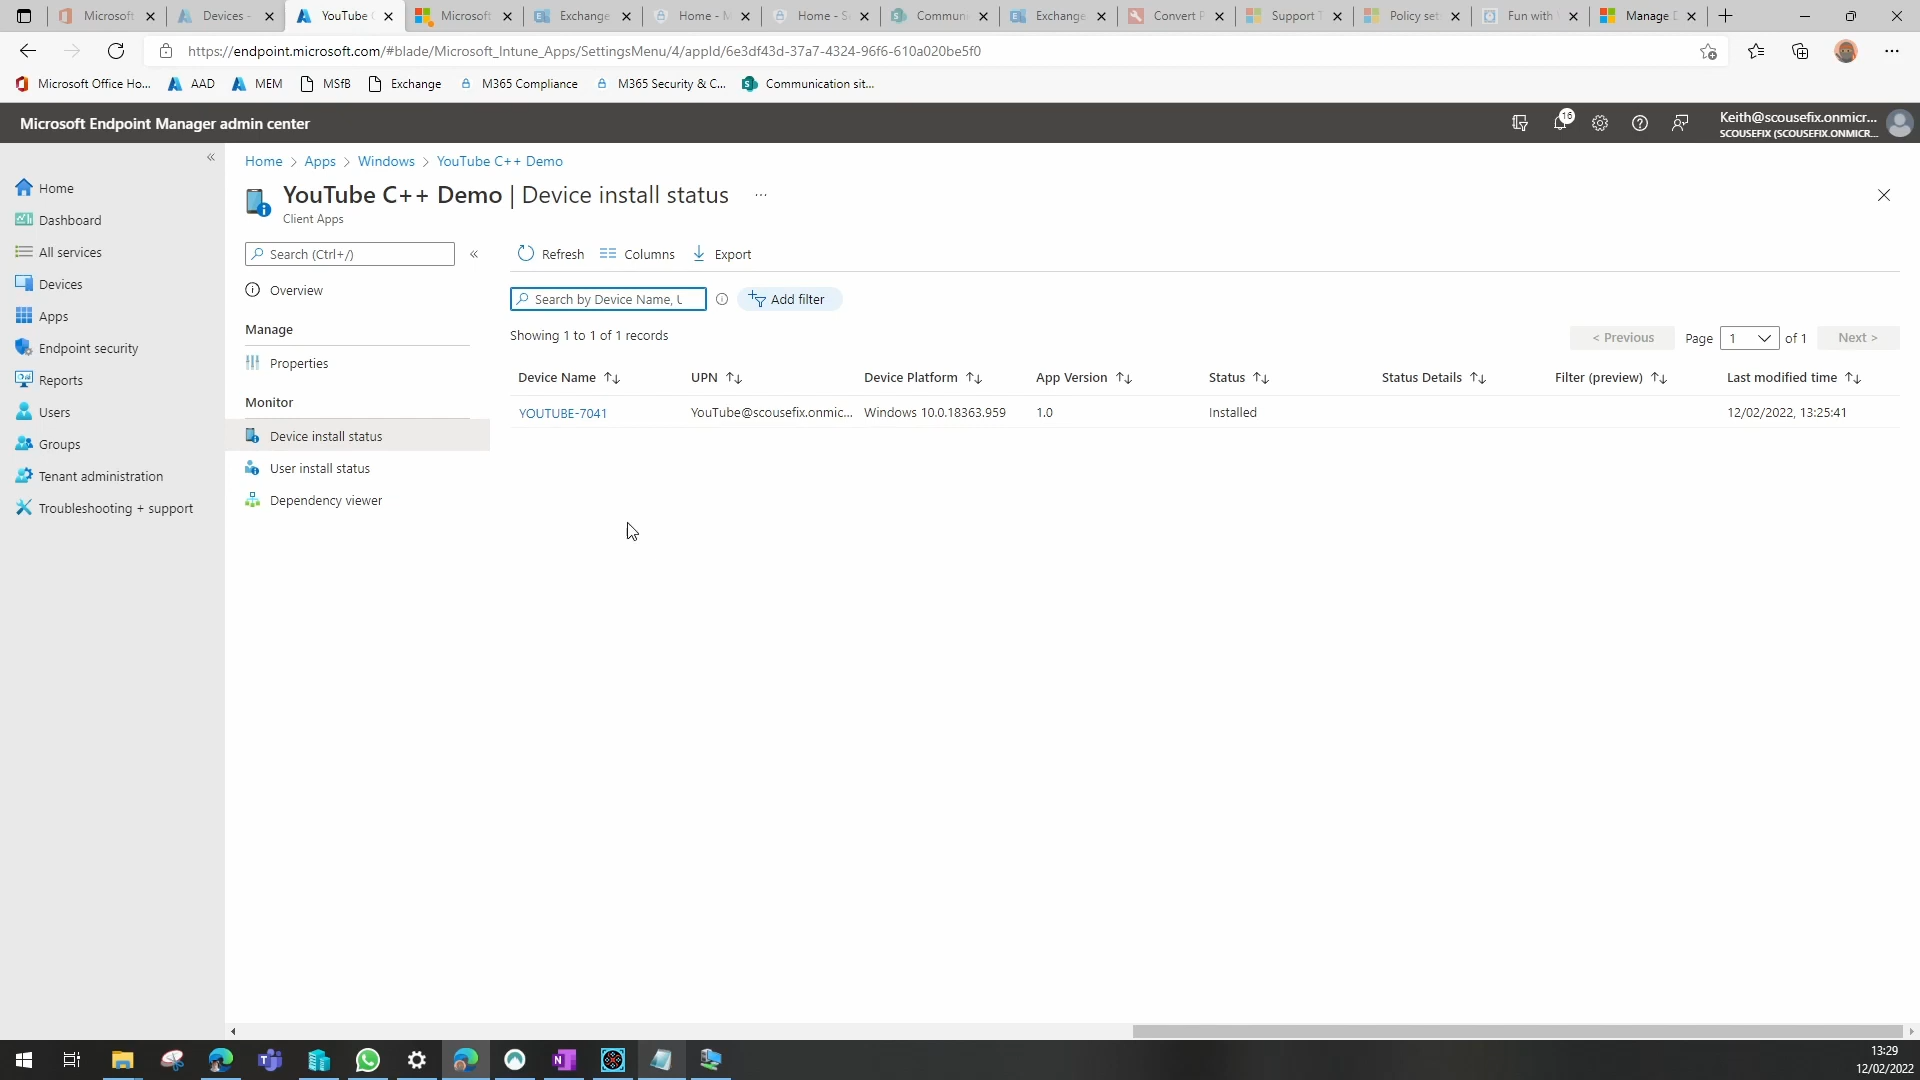 Microsoft
Devices -
YouTube C
Microsoft
Exchange
Home - M
Home - S
Commun
Exchange
Convert P
Support T
Policy set
Fun with
Manage D
https://endpoint.microsoft.com/#blade/Microsoft_Intune_Apps/SettingsMenu/4/appId/6e3df43d-37a7-4324-96f6-610a020be5f0
Microsoft Office Ho...
AAD
MEM
MSfB
Exchange
M365 Compliance
M365 Security & C...
Communication sit...
Microsoft Endpoint Manager admin center
16
Keith@scousefix.onmicr...
SCOUSEFIX (SCOUSEFIX.ONMICR...
Home > Apps > Windows > YouTube C++ Demo
YouTube C++ Demo | Device install status ...
Client Apps
Home
Dashboard
All services
Devices
Apps
Endpoint security
Reports
Users
Groups
Tenant administration
Troubleshooting + support
Search (Ctrl+/)
Overview
Manage
Properties
Monitor
Device install status
User install status
Dependency viewer
Refresh
Columns
Export
Search by Device Name, U
Add filter
Showing 1 to 1 of 1 records
< Previous Page 1 of 1 Next >
Device Name UPN Device Platform App Version Status Status Details Filter (preview) Last modified time
YOUTUBE-7041 YouTube@scousefix.onmic... Windows 10.0.18363.959 1.0 Installed 12/02/2022, 13:25:41
13:29
12/02/2022